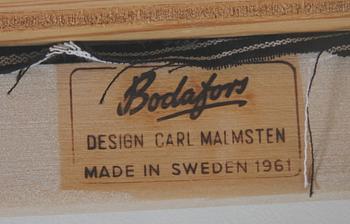 Bodafors
DESIGN CARL MALMSTEN
MADE IN SWEDEN 1961